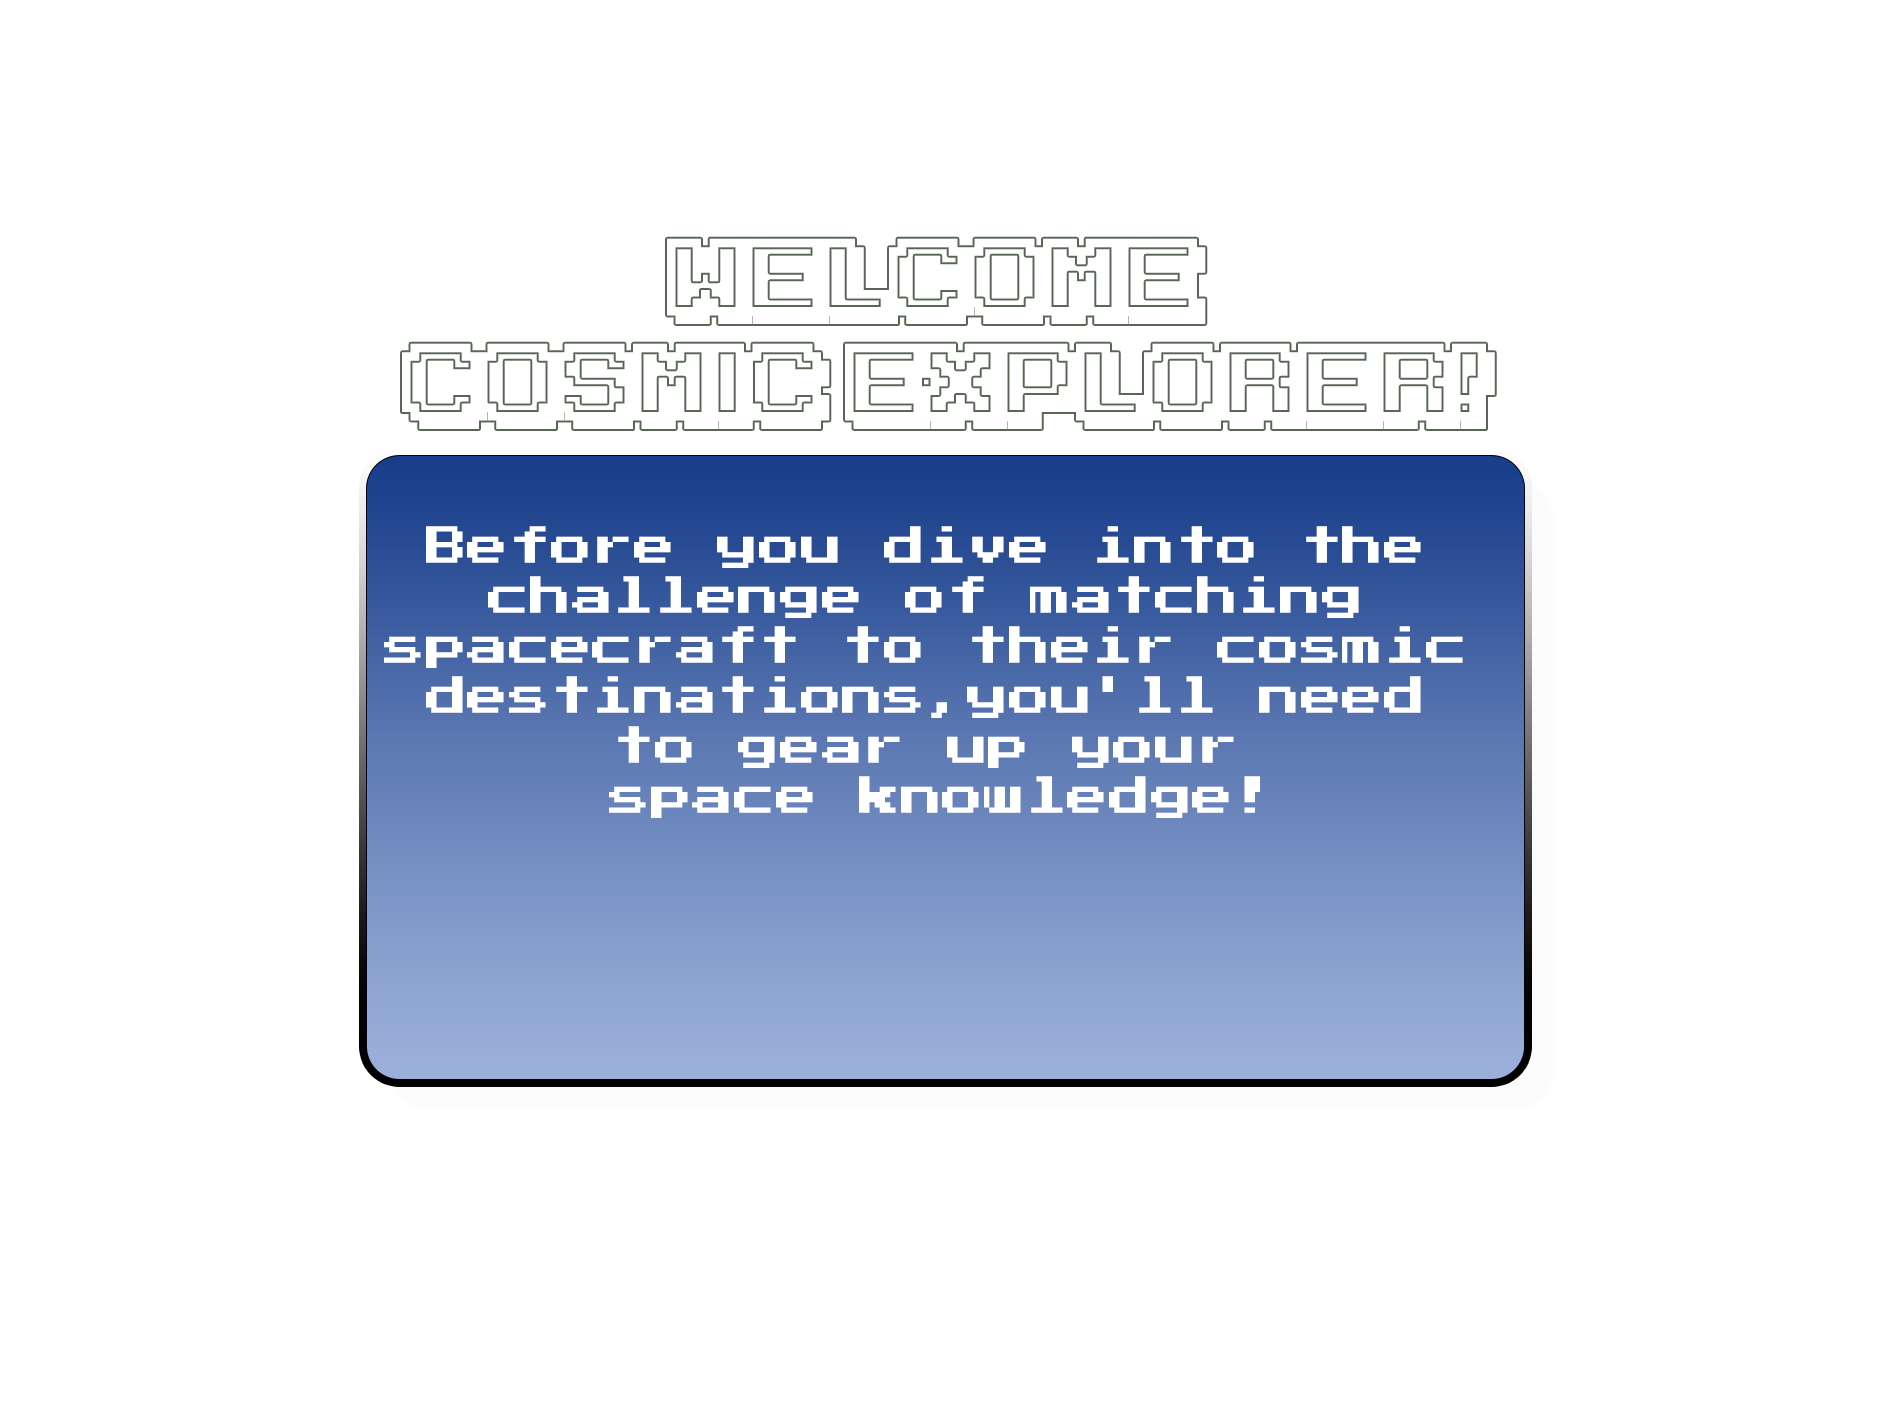 WELCOME
COSMIC EXPLORER!
Before you dive into the
challenge of matching
spacecraft to their cosmic
destinations,you'll need
to gear up your
space knowledge!